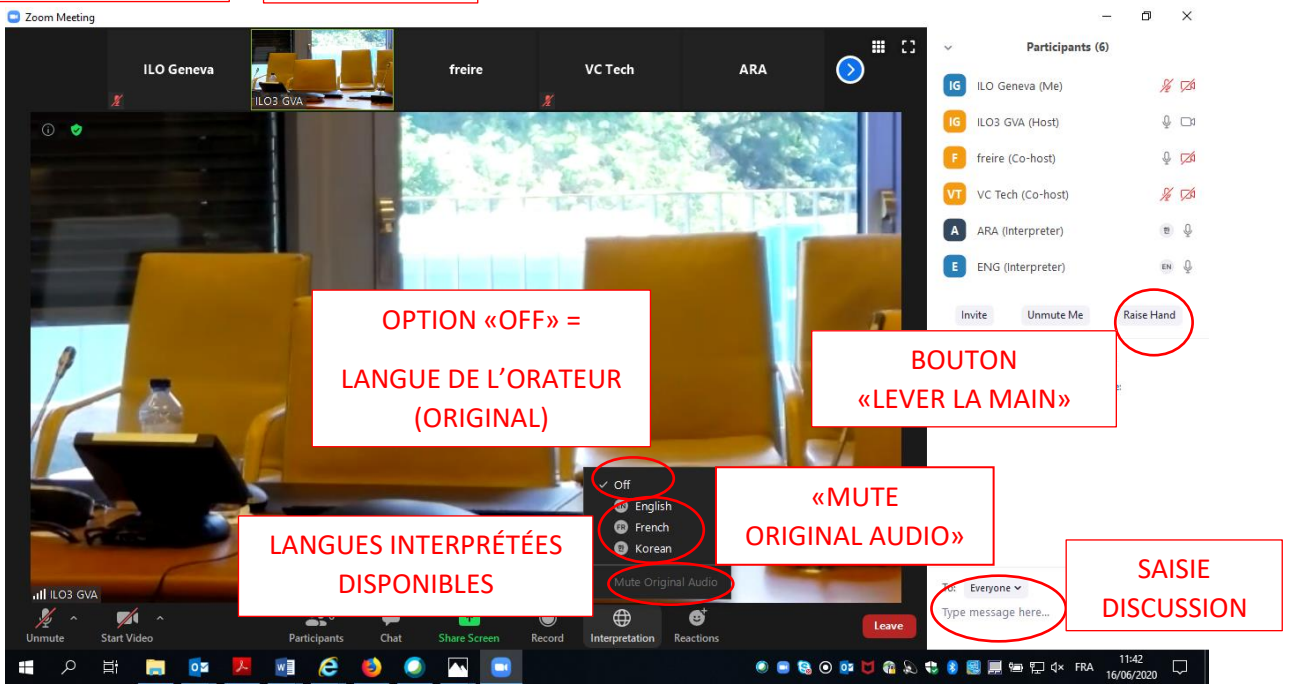 Zoom Meeting
ILO Geneva
ILO3 GVA
freire
VC Tech
ARA
Participants (6)
IG ILO Geneva (Me)
IG ILO3 GVA (Host)
F freire (Co-host)
VT VC Tech (Co-host)
A ARA (Interpreter)
E ENG (Interpreter) EN
Invite Unmute Me Raise Hand
OPTION «OFF» =
LANGUE DE L’ORATEUR
(ORIGINAL)
BOUTON
«LEVER LA MAIN»
Off
EN English
FR French
Korean
Mute Original Audio
«MUTE
ORIGINAL AUDIO»
LANGUES INTERPRÉTÉES
DISPONIBLES
SAISIE
DISCUSSION
To: Everyone
Type message here...
ILO3 GVA
Unmute Start Video Participants Chat Share Screen Record Interpretation Reactions Leave
FRA
11:42
16/06/2020